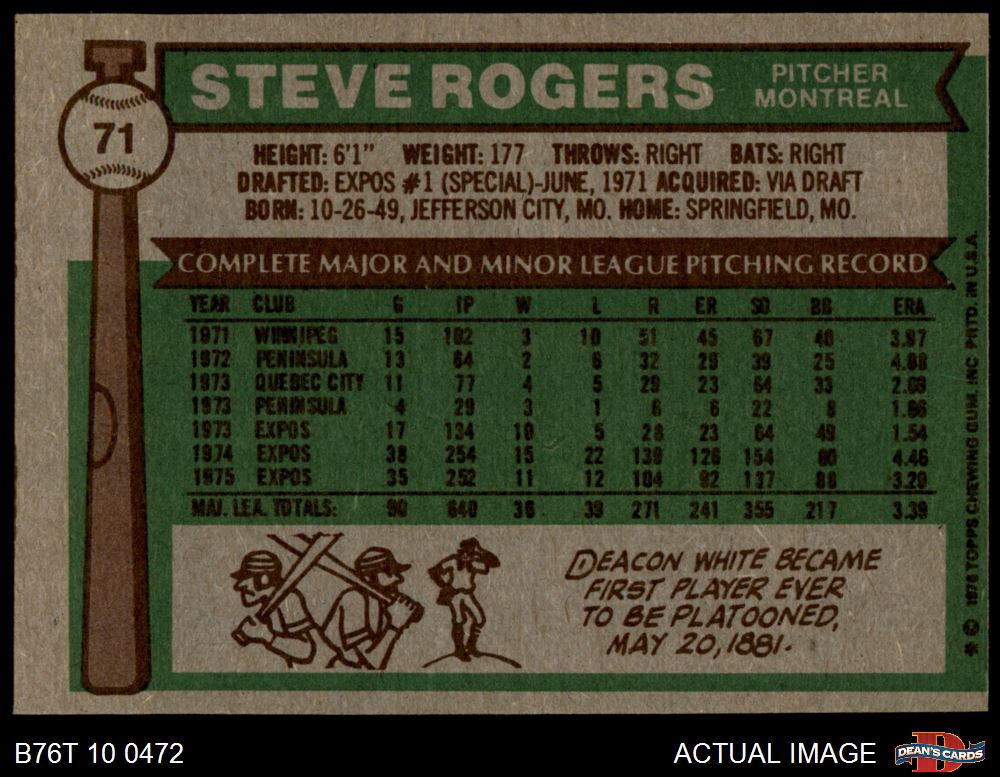 STEVE ROGERS PITCHER MONTREAL
71
HEIGHT: 6'1" WEIGHT: 177 THROWS: RIGHT BATS: RIGHT
DRAFTED: EXPOS #1 (SPECIAL)-JUNE, 1971 ACQUIRED: VIA DRAFT
BORN: 10-26-49, JEFFERSON CITY, MO. HOME: SPRINGFIELD, MO.
COMPLETE MAJOR AND MINOR LEAGUE PITCHING RECORD
YEAR CLUB G IP W L R ER SO BB ERA
1971 WINNIPEG 15 102 3 10 51 45 67 40 3.97
1972 PENINSULA 13 64 2 6 32 29 39 25 4.08
1973 QUEBEC CITY 11 77 4 5 29 23 64 33 2.69
1973 PENINSULA 4 29 3 1 6 6 22 8 1.86
1973 EXPOS 17 134 10 5 28 23 64 49 1.54
1974 EXPOS 38 254 15 22 139 126 154 80 4.46
1975 EXPOS 35 252 11 12 104 92 137 88 3.29
MAJ. LEA. TOTALS: 90 640 36 39 271 241 355 217 3.39
DEACON WHITE BECAME
FIRST PLAYER EVER
TO BE PLATOONED,
MAY 20, 1881.
* © 1976 TOPPS CHEWING GUM, INC PRTD. IN U.S.A.
B76T 10 0472
ACTUAL IMAGE
DEAN'S CARDS